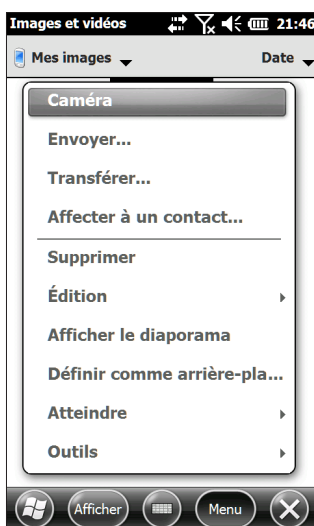 Images et vidéos 21:46
Mes images Date
Caméra
Envoyer...
Transférer...
Affecter à un contact...
Supprimer
Édition
Afficher le diaporama
Définir comme arrière-pla...
Atteindre
Outils
Afficher Menu